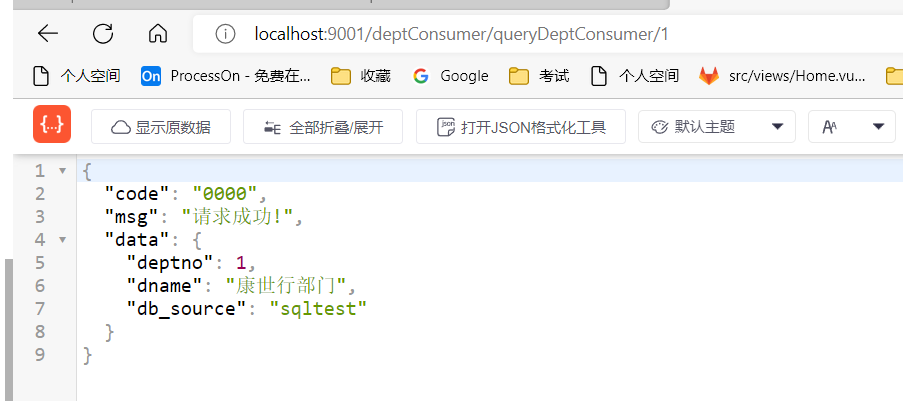 localhost:9001/deptConsumer/queryDeptConsumer/1
个人空间 On ProcessOn - 免费在... 收藏 Google 考试 个人空间 src/views/Home.vu...
{...} 显示原数据 全部折叠/展开 json 打开JSON格式化工具 默认主题 AA
1 {
2 "code": "0000",
3 "msg": "请求成功!",
4 "data": {
5 "deptno": 1,
6 "dname": "康世行部门",
7 "db_source": "sqltest"
8 }
9 }